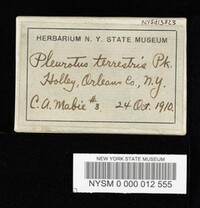 NYSf13823
HERBARIUM N. Y. STATE MUSEUM
Pleurotus terrestris Pk.
Holley, Orleans Co., N.Y.
C. A. Mabie #3. 24 Oct. 1910.
NEW YORK STATE MUSEUM
NYSM 0 000 012 555